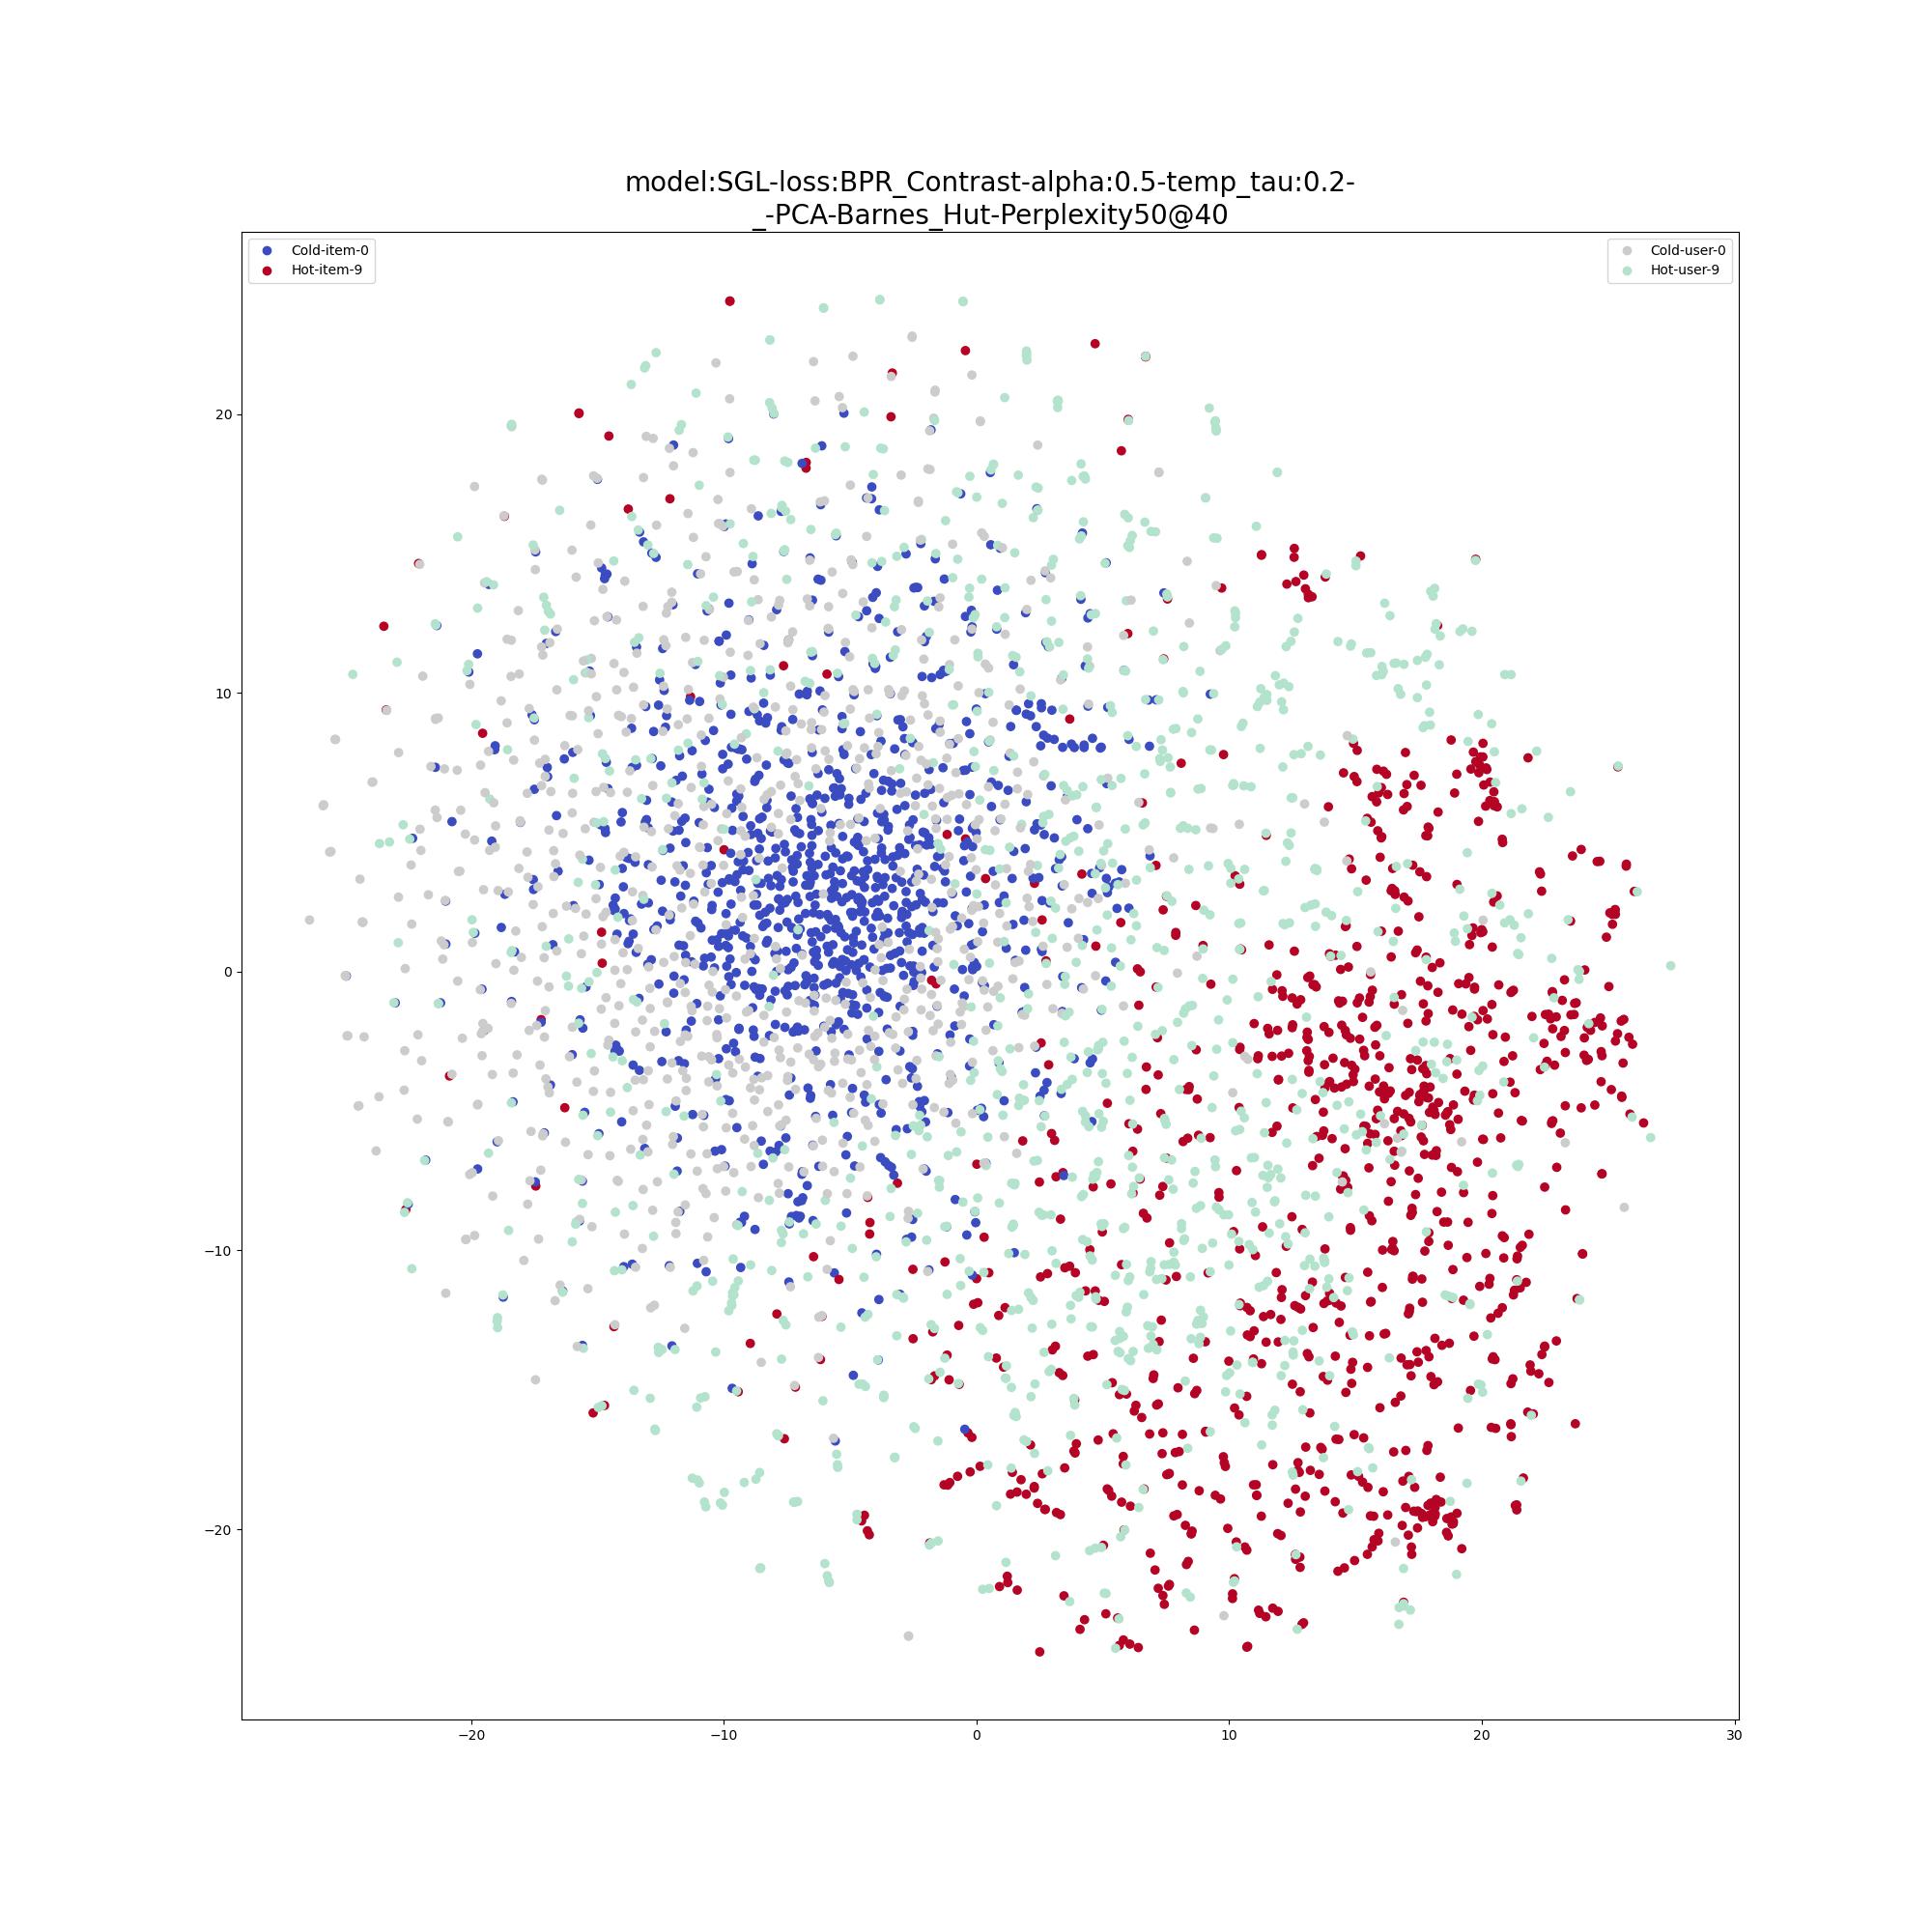 model:SGL-loss:BPR_Contrast-alpha:0.5-temp_tau:0.2-
_-PCA-Barnes_Hut-Perplexity50@40
Cold-item-0
Hot-item-9
Cold-user-0
Hot-user-9
20
10
0
−10
−20
−20
−10
0
10
20
30